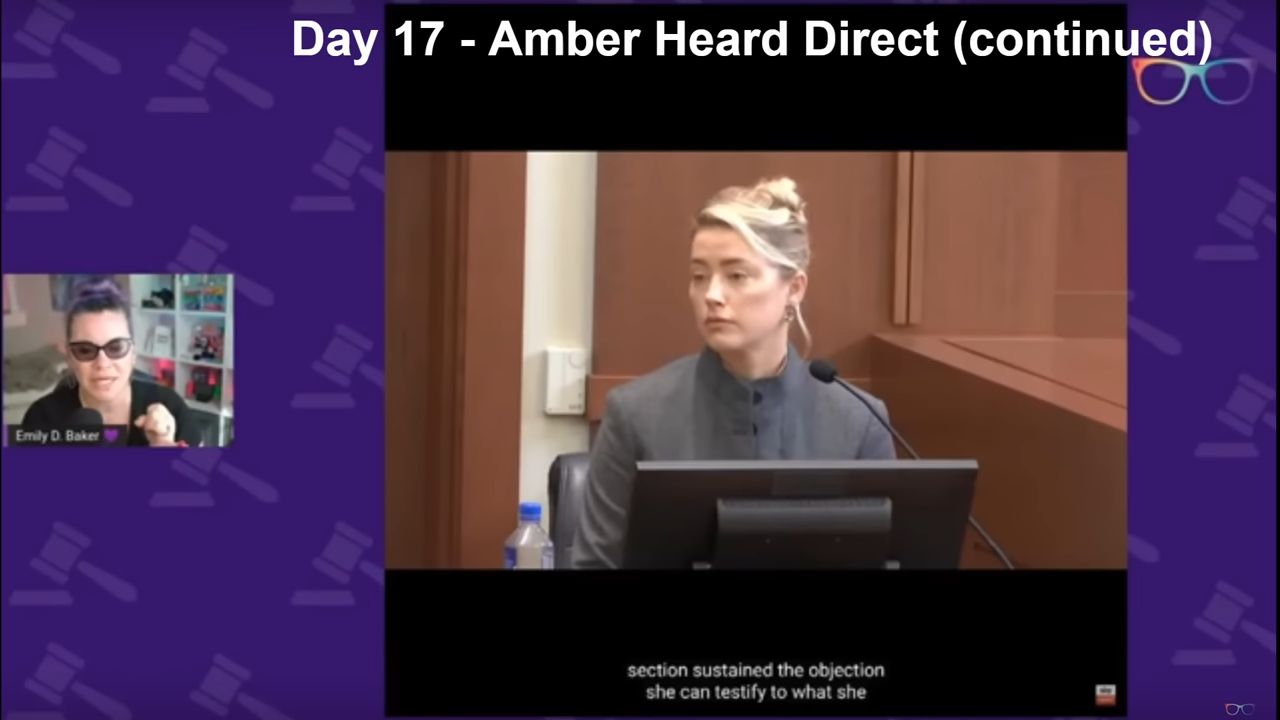 Day 17 - Amber Heard Direct (continued)
Emily D. Baker
section sustained the objection
she can testify to what she